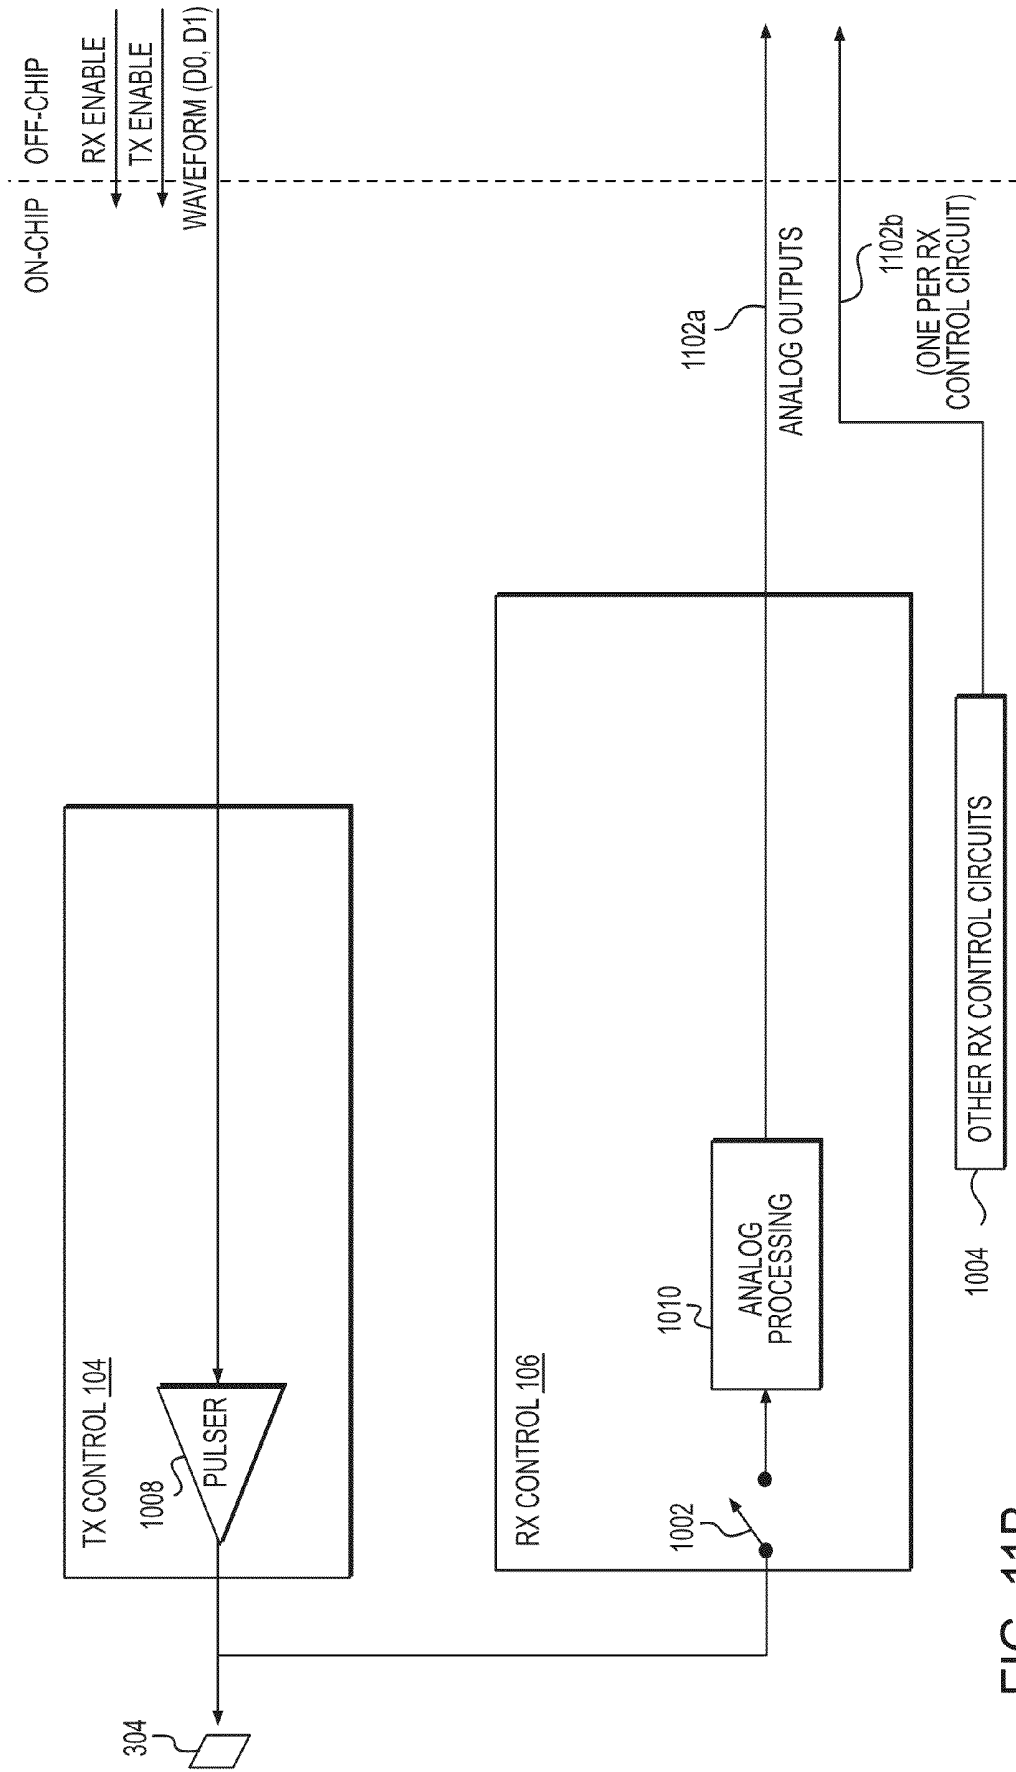 ON-CHIP
OFF-CHIP
RX ENABLE
TX ENABLE
WAVEFORM (D0, D1)
TX CONTROL 104
1008
PULSER
304
RX CONTROL 106
1002
1010
ANALOG
PROCESSING
1102a
ANALOG OUTPUTS
1102b
(ONE PER RX
CONTROL CIRCUIT)
1004
OTHER RX CONTROL CIRCUITS